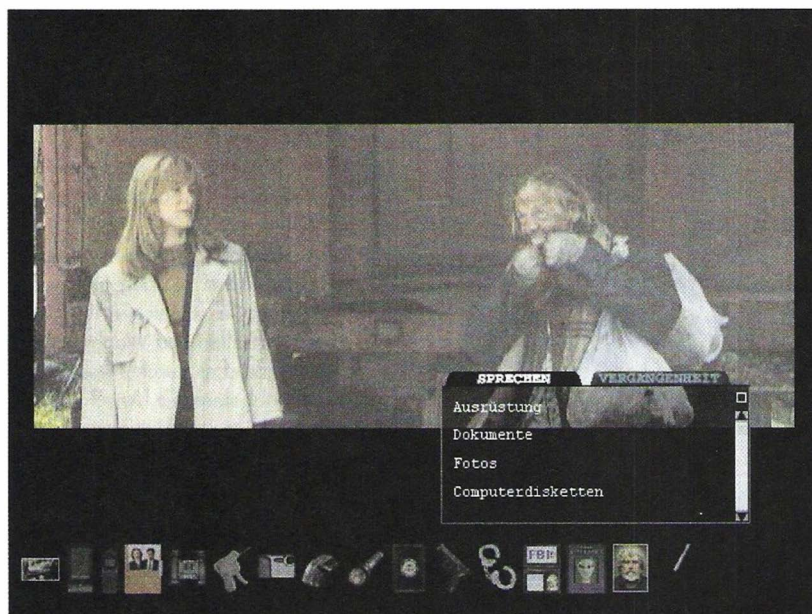 SPRECHEN
VERGANGENHEIT
Ausrüstung
Dokumente
Fotos
Computerdisketten
FBI